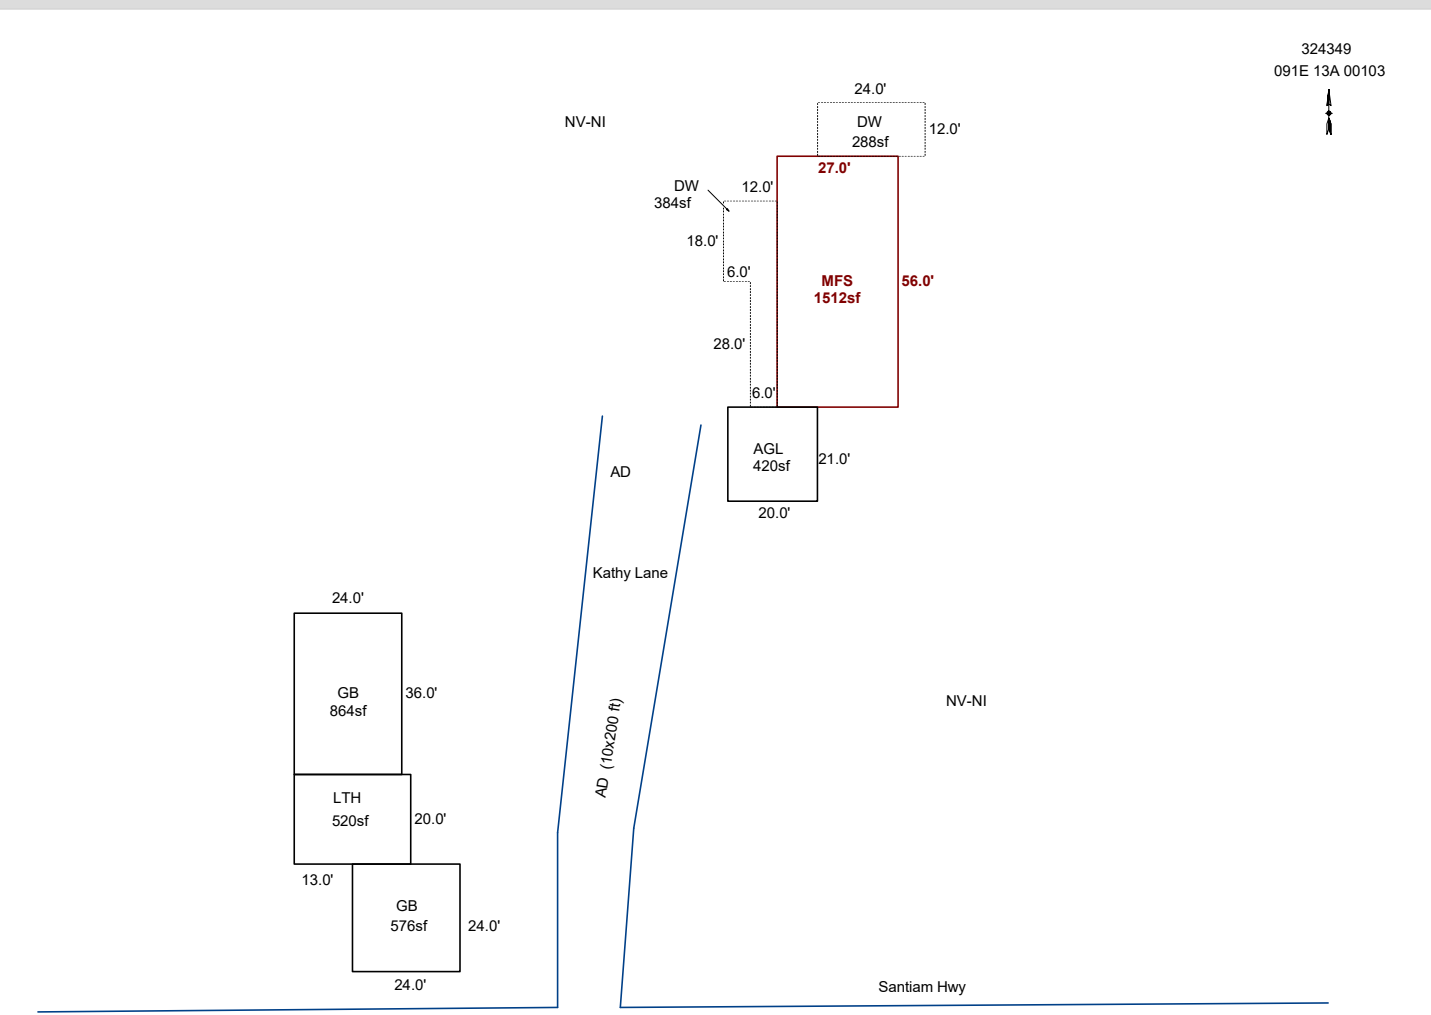 324349
091E 13A 00103
24.0'
NV-NI
DW
288sf
12.0'
27.0'
DW
384sf
12.0'
18.0'
6.0'
MFS
1512sf
56.0'
28.0'
6.0'
AGL
420sf
21.0'
20.0'
AD
Kathy Lane
24.0'
GB
864sf
36.0'
NV-NI
AD (10x200 ft)
LTH
520sf
20.0'
13.0'
GB
576sf
24.0'
24.0'
Santiam Hwy